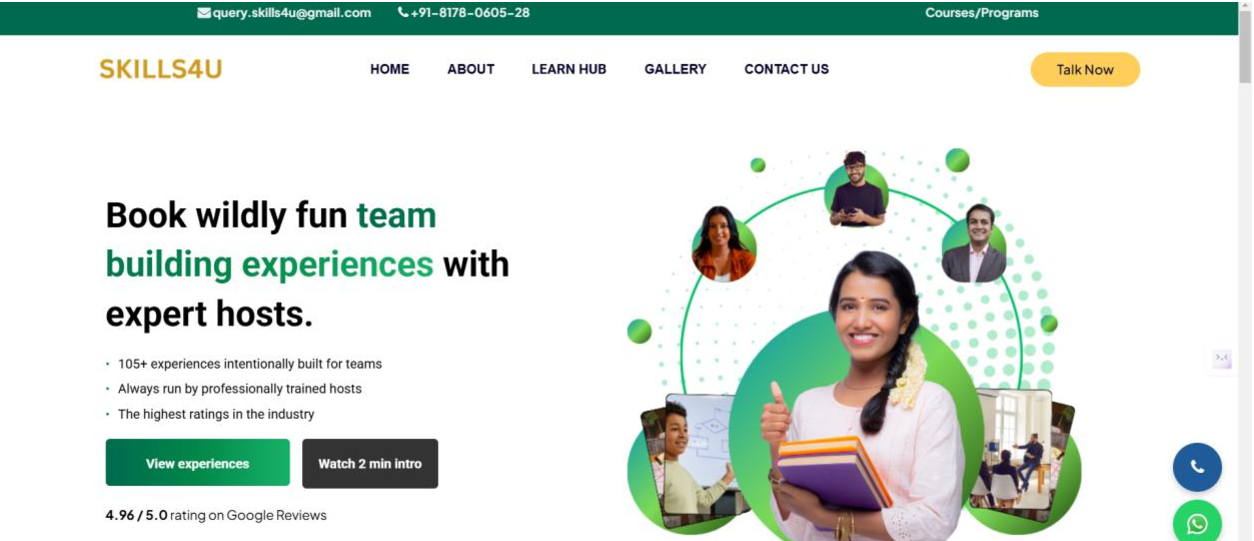 query.skills4u@gmail.com +91-8178-0605-28 Courses/Programs
SKILLS4U HOME ABOUT LEARN HUB GALLERY CONTACT US Talk Now
Book wildly fun team
building experiences with
expert hosts.
• 105+ experiences intentionally built for teams
• Always run by professionally trained hosts
• The highest ratings in the industry
View experiences Watch 2 min intro
4.96 / 5.0 rating on Google Reviews